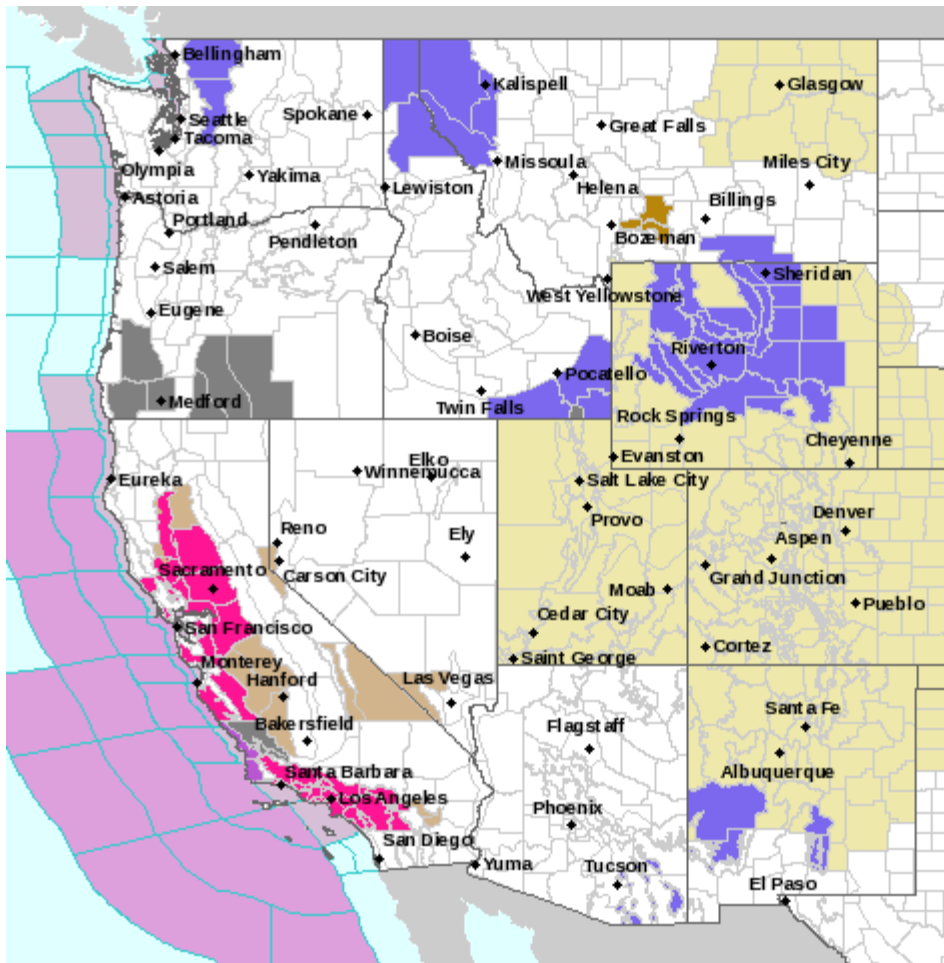 Bellingham
Kalispell
Glasgow
Seattle
Spokane
Great Falls
Tacoma
Olympia
Missoula
Miles City
Yakima
Helena
Lewiston
Astoria
Billings
Portland
Pendleton
Bozeman
Salem
Sheridan
West Yellowstone
Eugene
Boise
Riverton
Pocatello
Medford
Twin Falls
Rock Springs
Cheyenne
Elko
Evanston
Winnemucca
Eureka
Salt Lake City
Provo
Denver
Reno
Ely
Aspen
Sacramento
Carson City
Grand Junction
Moab
Pueblo
San Francisco
Cedar City
Cortez
Saint George
Monterey
Hanford
Las Vegas
Santa Fe
Bakersfield
Flagstaff
Albuquerque
Santa Barbara
Los Angeles
Phoenix
San Diego
Yuma
Tucson
El Paso